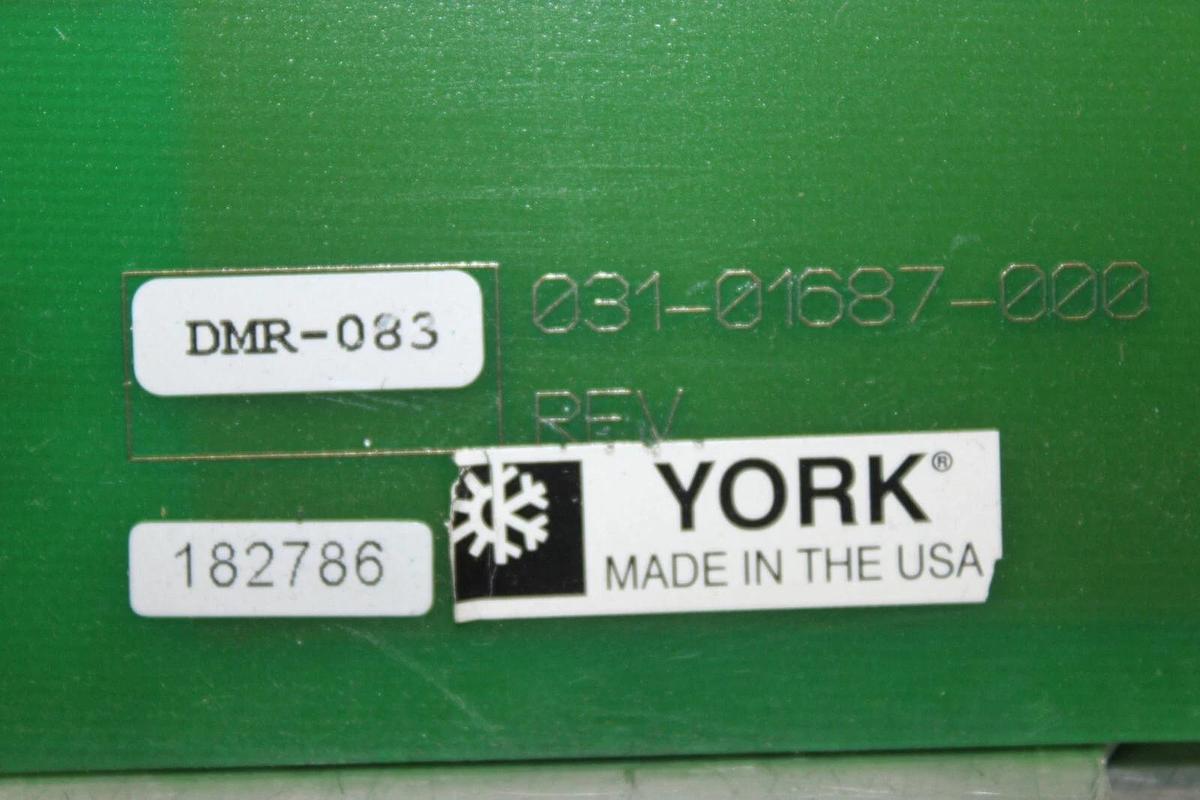 DMR-083
031-01687-000
REV
182786
YORK®
MADE IN THE USA